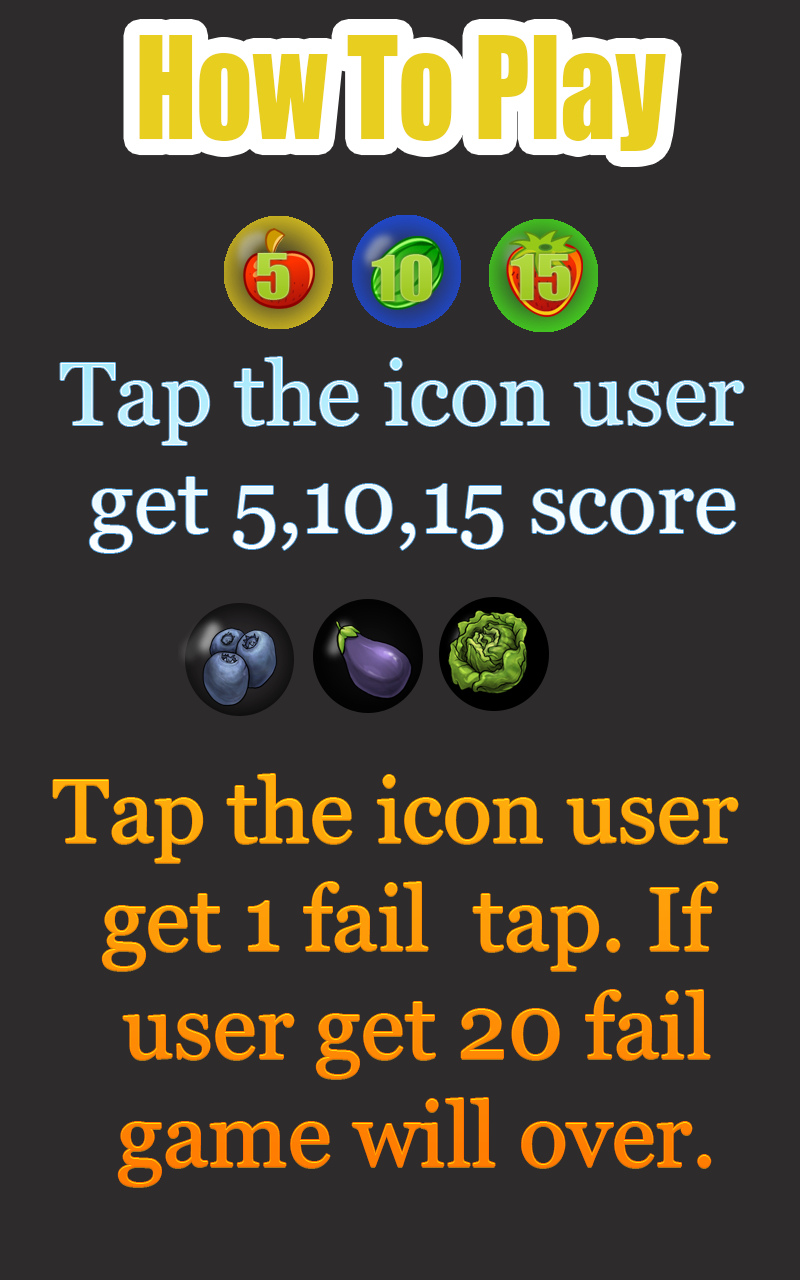 How To Play
5 10 15
Tap the icon user
get 5,10,15 score
Tap the icon user
get 1 fail tap. If
user get 20 fail
game will over.